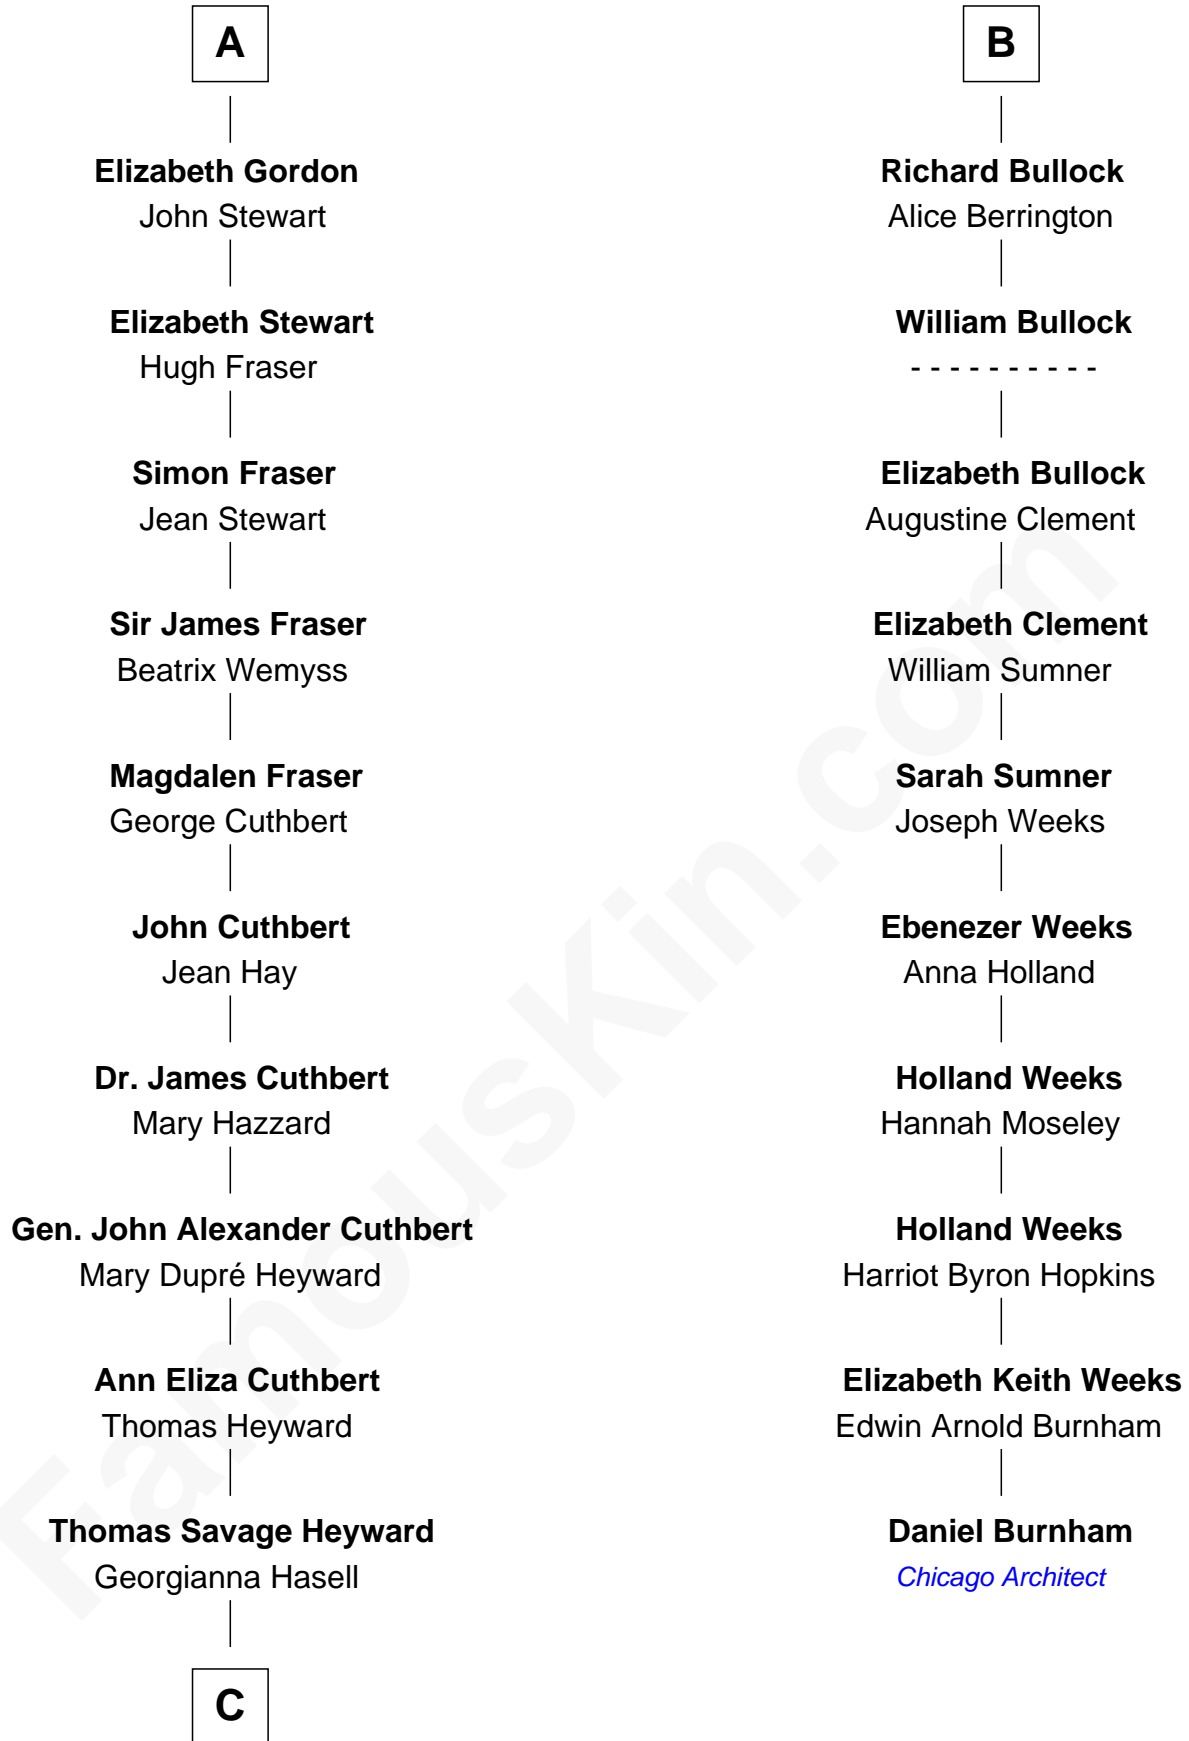 A
Elizabeth Gordon
John Stewart
Elizabeth Stewart
Hugh Fraser
Simon Fraser
Jean Stewart
Sir James Fraser
Beatrix Wemyss
Magdalen Fraser
George Cuthbert
John Cuthbert
Jean Hay
Dr. James Cuthbert
Mary Hazzard
Gen. John Alexander Cuthbert
Mary Dupré Heyward
Ann Eliza Cuthbert
Thomas Heyward
Thomas Savage Heyward
Georgianna Hasell
C
B
Richard Bullock
Alice Berrington
William Bullock
- - - - - - - - - -
Elizabeth Bullock
Augustine Clement
Elizabeth Clement
William Sumner
Sarah Sumner
Joseph Weeks
Ebenezer Weeks
Anna Holland
Holland Weeks
Hannah Moseley
Holland Weeks
Harriot Byron Hopkins
Elizabeth Keith Weeks
Edwin Arnold Burnham
Daniel Burnham
Chicago Architect
FamousKin.com